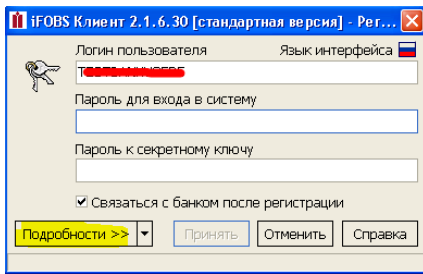 iFOBS Клиент 2.1.6.30 [стандартная версия] - Рег...
Логин пользователя Язык интерфейса
Пароль для входа в систему
Пароль к секретному ключу
Связаться с банком после регистрации
Подробности >> Принять Отменить Справка